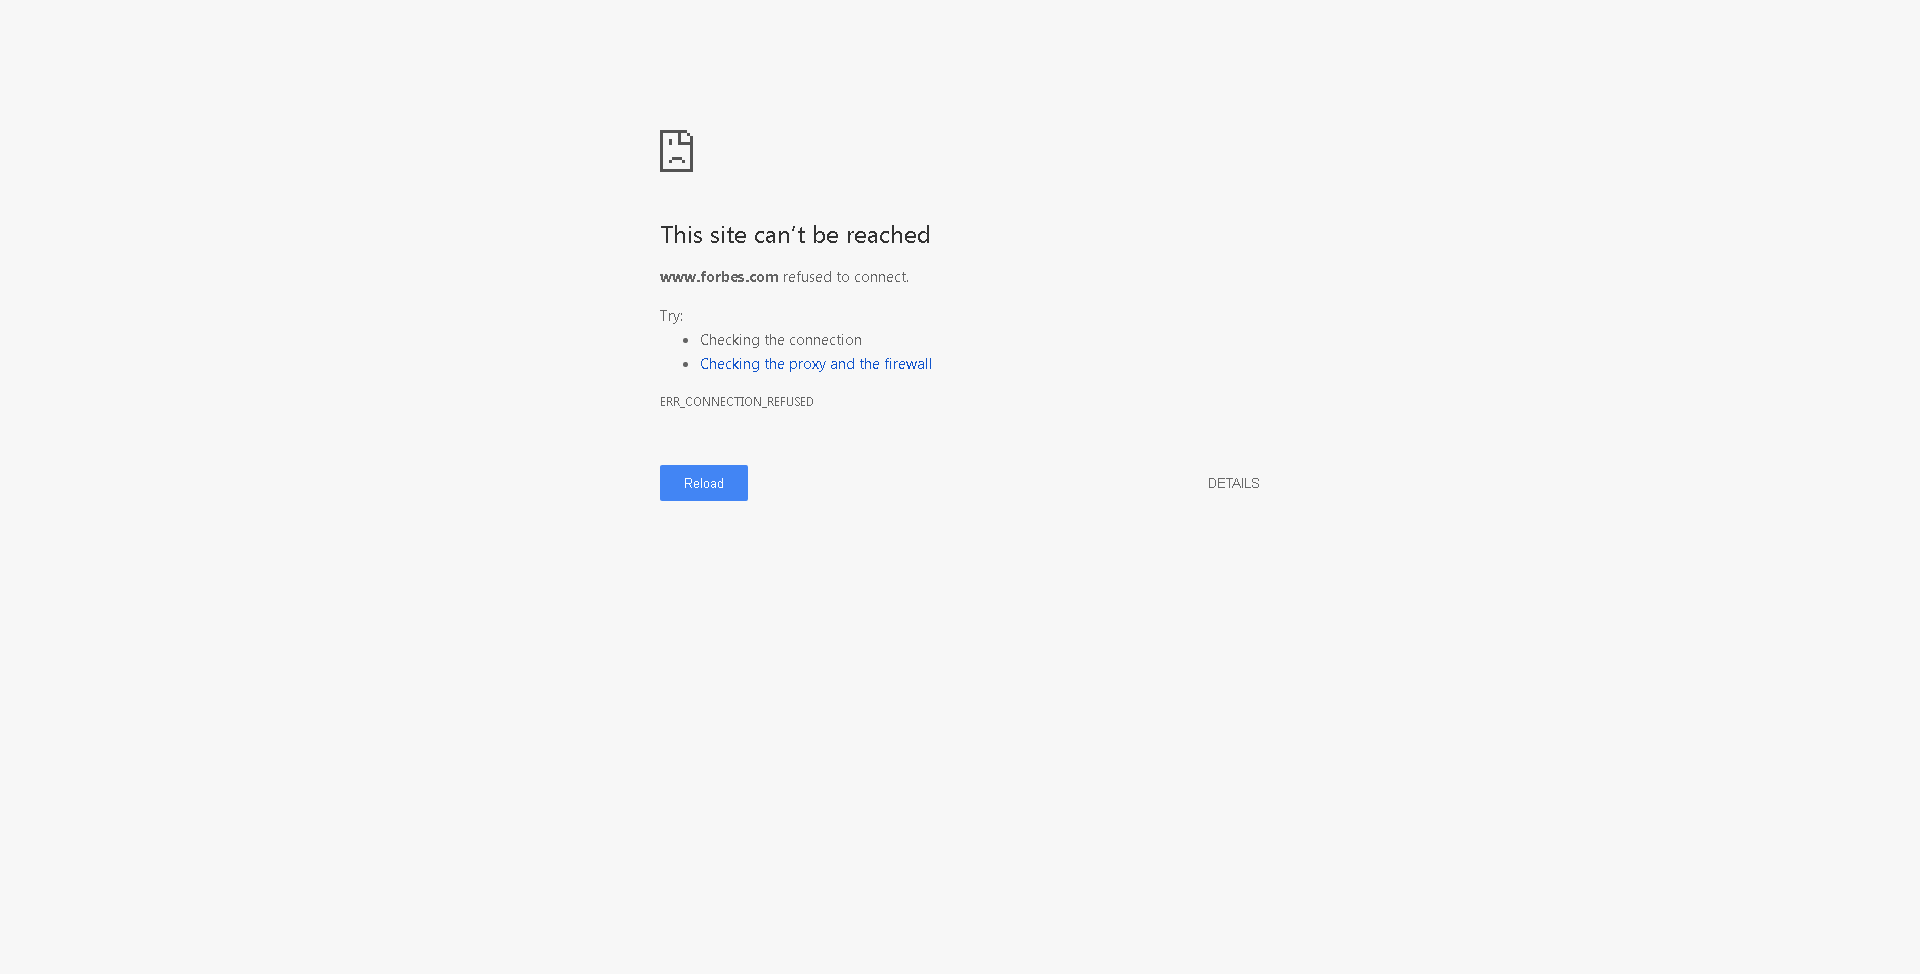 This site can’t be reached
www.forbes.com refused to connect.
Try:
Checking the connection
Checking the proxy and the firewall
ERR_CONNECTION_REFUSED
Reload
DETAILS